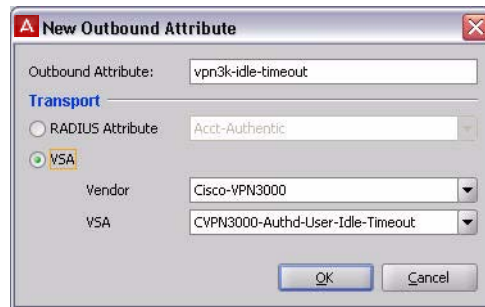 New Outbound Attribute
Outbound Attribute: vpn3k-idle-timeout
Transport
RADIUS Attribute Acct-Authentic
VSA
Vendor Cisco-VPN3000
VSA CVPN3000-Authd-User-Idle-Timeout
OK Cancel